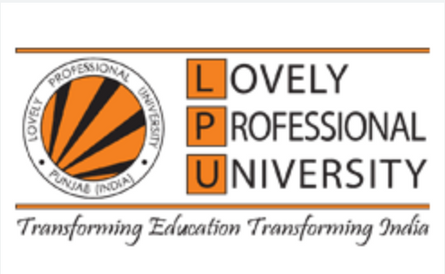 LOVELY PROFESSIONAL UNIVERSITY
PUNJAB (INDIA)
LOVELY
PROFESSIONAL
UNIVERSITY
Transforming Education Transforming India